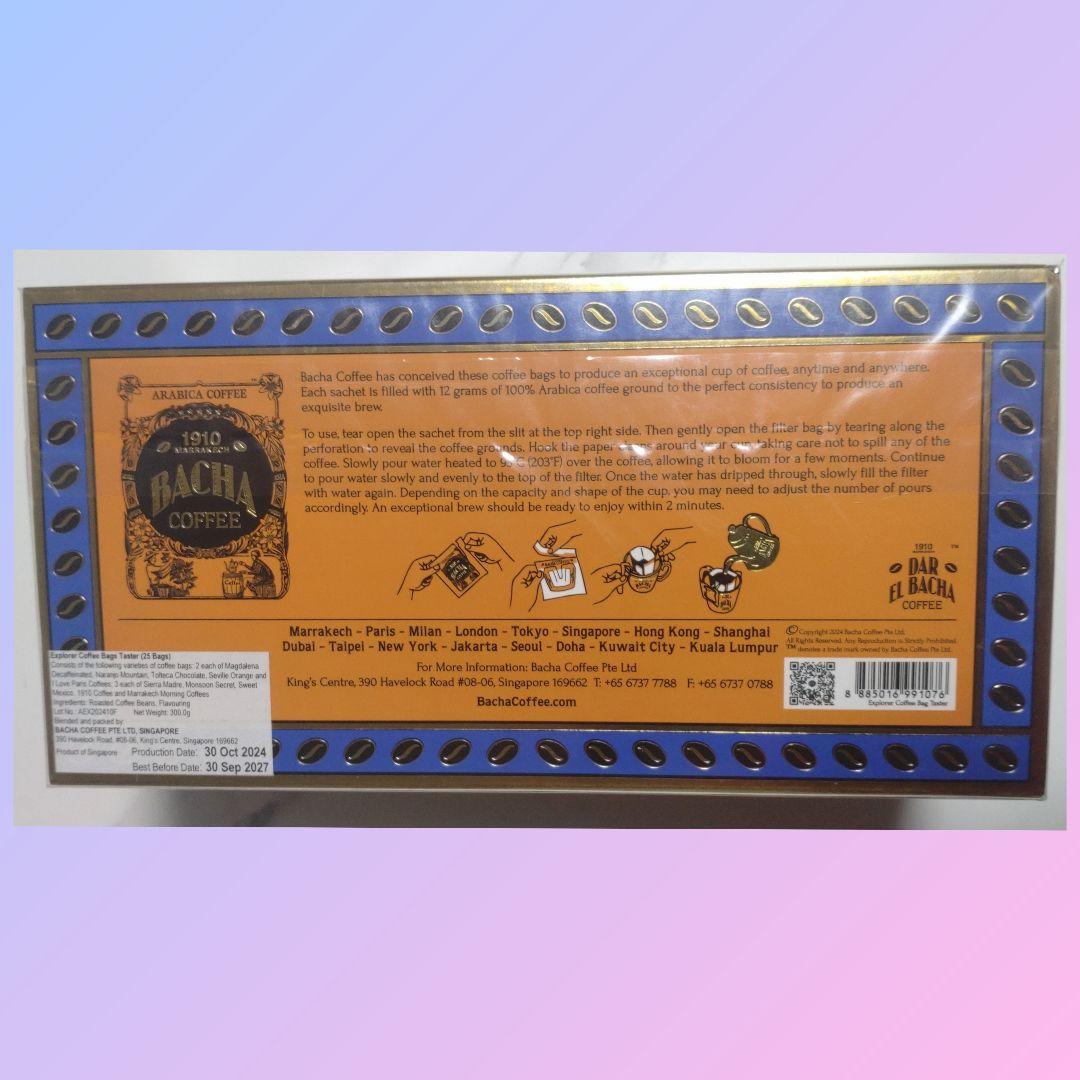 ARABICA COFFEE
1910
MARRAKECH
BACHA
COFFEE
Coffee
Bacha Coffee has conceived these coffee bags to produce an exceptional cup of coffee, anytime and anywhere.
Each sachet is filled with 12 grams of 100% Arabica coffee ground to the perfect consistency to produce an
exquisite brew.
To use, tear open the sachet from the slit at the top right side. Then gently open the filter bag by tearing along the
perforation to reveal the coffee grounds. Hook the paper around your cup, taking care not to spill any of the
coffee. Slowly pour water heated to (203°F) over the coffee, allowing it to bloom for a few moments. Continue
to pour water slowly and evenly to the top of the filter. Once the water has dripped through, slowly fill the filter
with water again. Depending on the capacity and shape of the cup, you may need to adjust the number of pours
accordingly. An exceptional brew should be ready to enjoy within 2 minutes.
1910 ™
DAR
EL BACHA
COFFEE
Marrakech - Paris - Milan - London - Tokyo - Singapore - Hong Kong - Shanghai
Dubai - Taipei - New York - Jakarta - Seoul - Doha - Kuwait City - Kuala Lumpur
For More Information: Bacha Coffee Pte Ltd
King's Centre, 390 Havelock Road #08-06, Singapore 169662 T: +65 6737 7788 F: +65 6737 0788
BachaCoffee.com
© Copyright 2024 Bacha Coffee Pte Ltd.
All Rights Reserved. Any Reproduction is Strictly Prohibited.
™ denotes a trade mark owned by Bacha Coffee Pte Ltd.
8 885016 991076
Explorer Coffee Bag Taster
Explorer Coffee Bags Taster (25 Bags)
Consists of the following varieties of coffee bags: 2 each of Magdalena
Decaffeinated, Naranjo Mountain, Tolteca Chocolate, Seville Orange and
I Love Paris Coffees; 3 each of Sierra Madre, Monsoon Secret, Sweet
Mexico, 1910 Coffee and Marrakech Morning Coffees
Ingredients: Roasted Coffee Beans, Flavouring
Lot No.: AEX202410F Net Weight: 300.0g
Blended and packed by:
BACHA COFFEE PTE LTD, SINGAPORE
390 Havelock Road, #08-06, King's Centre, Singapore 169662
Product of Singapore Production Date: 30 Oct 2024
Best Before Date: 30 Sep 2027